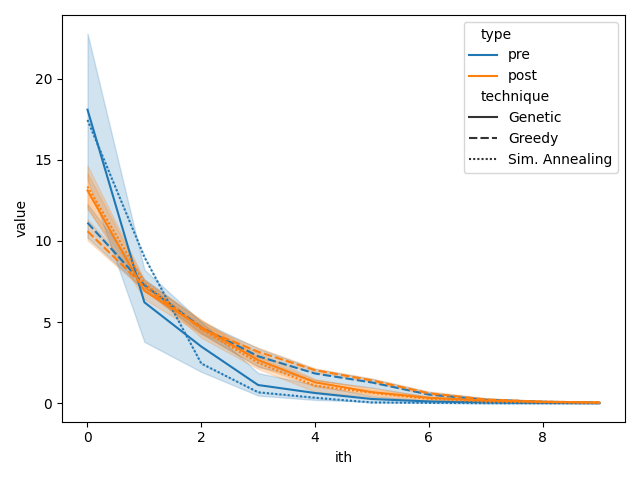 type
pre
post
technique
Genetic
Greedy
Sim. Annealing
value
20
15
10
5
0
0
2
4
6
8
ith